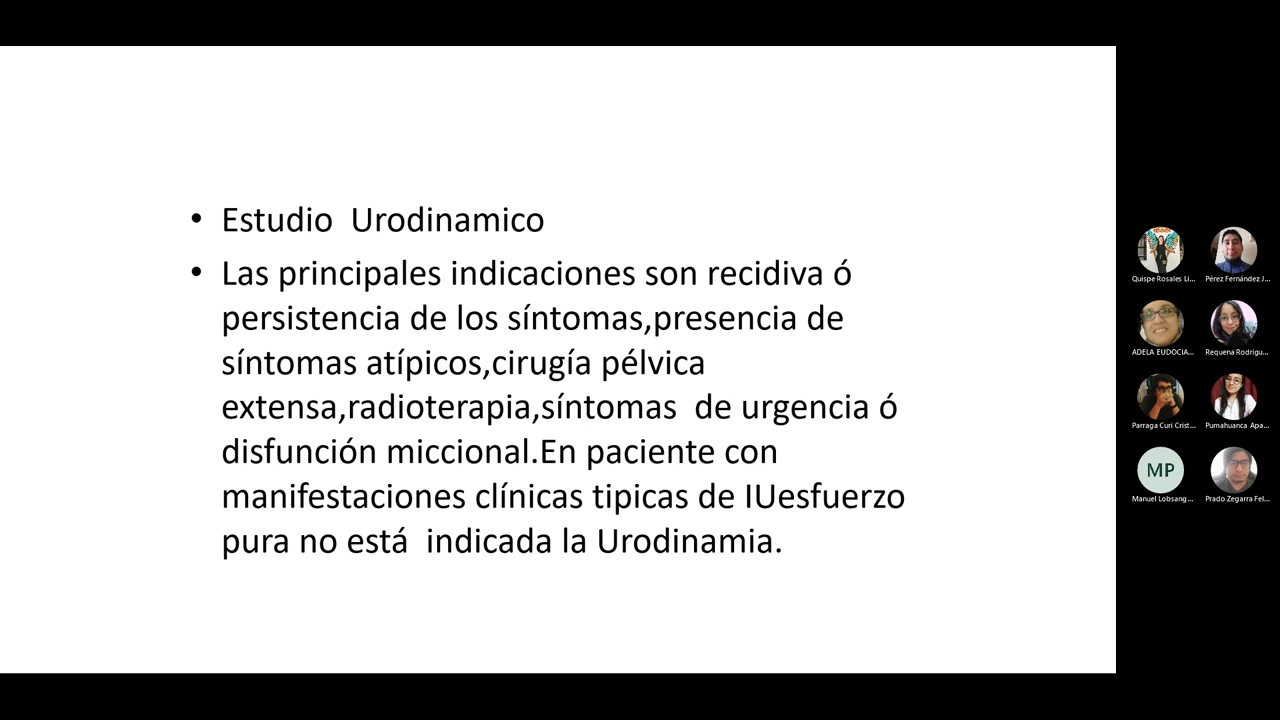 • Estudio  Urodinamico
• Las principales indicaciones son recidiva ó
persistencia de los síntomas,presencia de
síntomas atípicos,cirugía pélvica
extensa,radioterapia,síntomas  de urgencia ó
disfunción miccional.En paciente con
manifestaciones clínicas tipicas de IUesfuerzo
pura no está  indicada la Urodinamia.
Quispe Rosales Li...
Pérez Fernández J...
ADELA EUDOCIA...
Requena Rodrigu...
Parraga Curi Crist...
Pumahuanca Apa...
MP
Manuel Lobsang...
Prado Zegarra Fel...